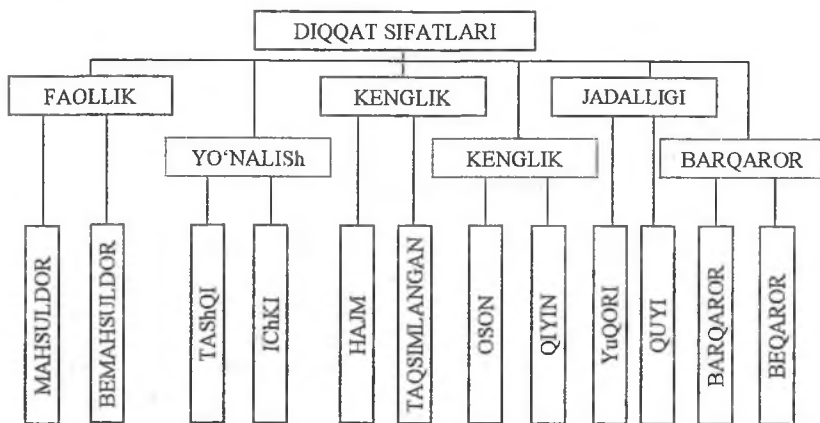 DIQQAT SIFATLARI
FAOLLIK
KENGLIK
JADALLIGI
YO‘NALISh
KENGLIK
BARQAROR
MAHSULDOR
BEMAHSULDOR
TAShQI
IChKI
HAJM
TAQSIMLANGAN
OSON
QIYIN
YuQORI
QUYI
BARQAROR
BEQAROR